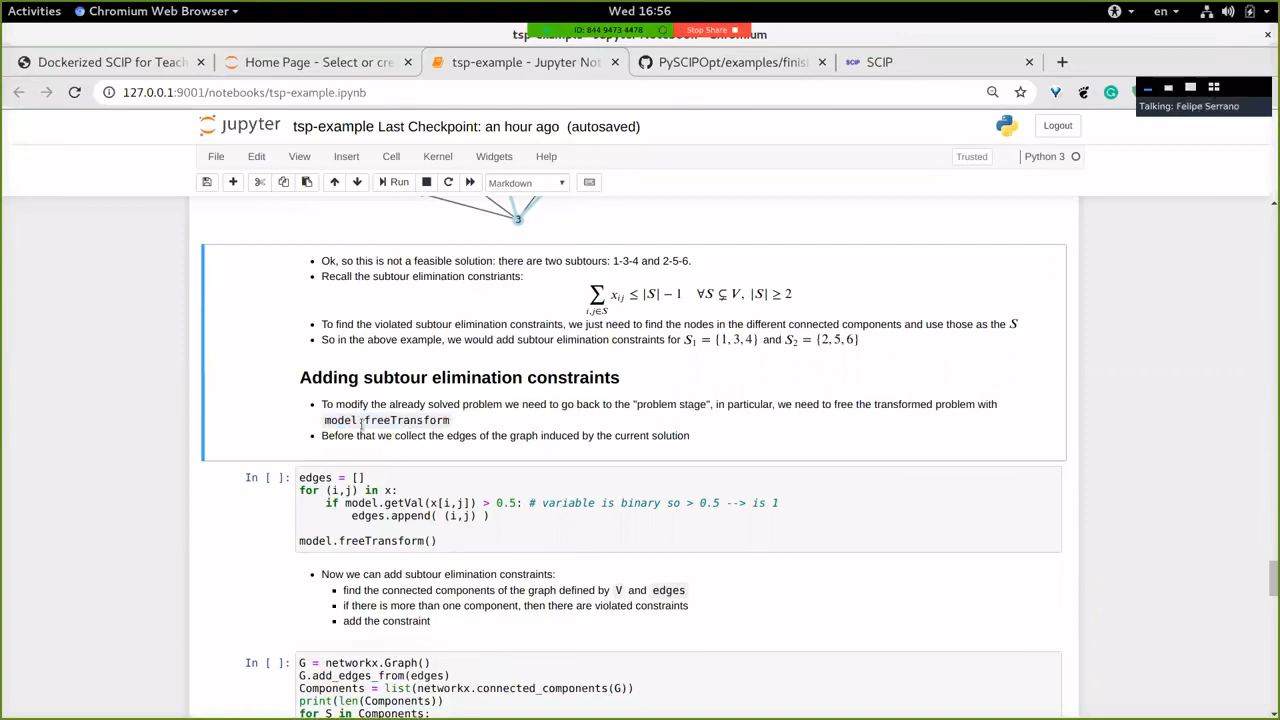 Activities
Chromium Web Browser
Wed 16:56
en
ID: 844 9473 4478
Stop Share
Dockerized SCIP for Teach
Home Page - Select or cre
tsp-example - Jupyter Not
PySCIPOpt/examples/finis
SCIP
127.0.0.1:9001/notebooks/tsp-example.ipynb
Talking: Felipe Serrano
jupyter
tsp-example Last Checkpoint: an hour ago (autosaved)
Logout
File Edit View Insert Cell Kernel Widgets Help
Trusted
Python 3
Run
Markdown
3
• Ok, so this is not a feasible solution: there are two subtours: 1-3-4 and 2-5-6.
• Recall the subtour elimination constriants:
∑ x_ij ≤ |S| − 1 ∀S ⊊ V, |S| ≥ 2
i,j∈S
• To find the violated subtour elimination constraints, we just need to find the nodes in the different connected components and use those as the S
• So in the above example, we would add subtour elimination constraints for S₁ = {1, 3, 4} and S₂ = {2, 5, 6}
Adding subtour elimination constraints
• To modify the already solved problem we need to go back to the "problem stage", in particular, we need to free the transformed problem with
model.freeTransform
• Before that we collect the edges of the graph induced by the current solution
In [ ]: edges = []
for (i,j) in x:
if model.getVal(x[i,j]) > 0.5: # variable is binary so > 0.5 --> is 1
edges.append( (i,j) )
model.freeTransform()
• Now we can add subtour elimination constraints:
▪ find the connected components of the graph defined by V and edges
▪ if there is more than one component, then there are violated constraints
▪ add the constraint
In [ ]: G = networkx.Graph()
G.add_edges_from(edges)
Components = list(networkx.connected_components(G))
print(len(Components))
for S in Components: